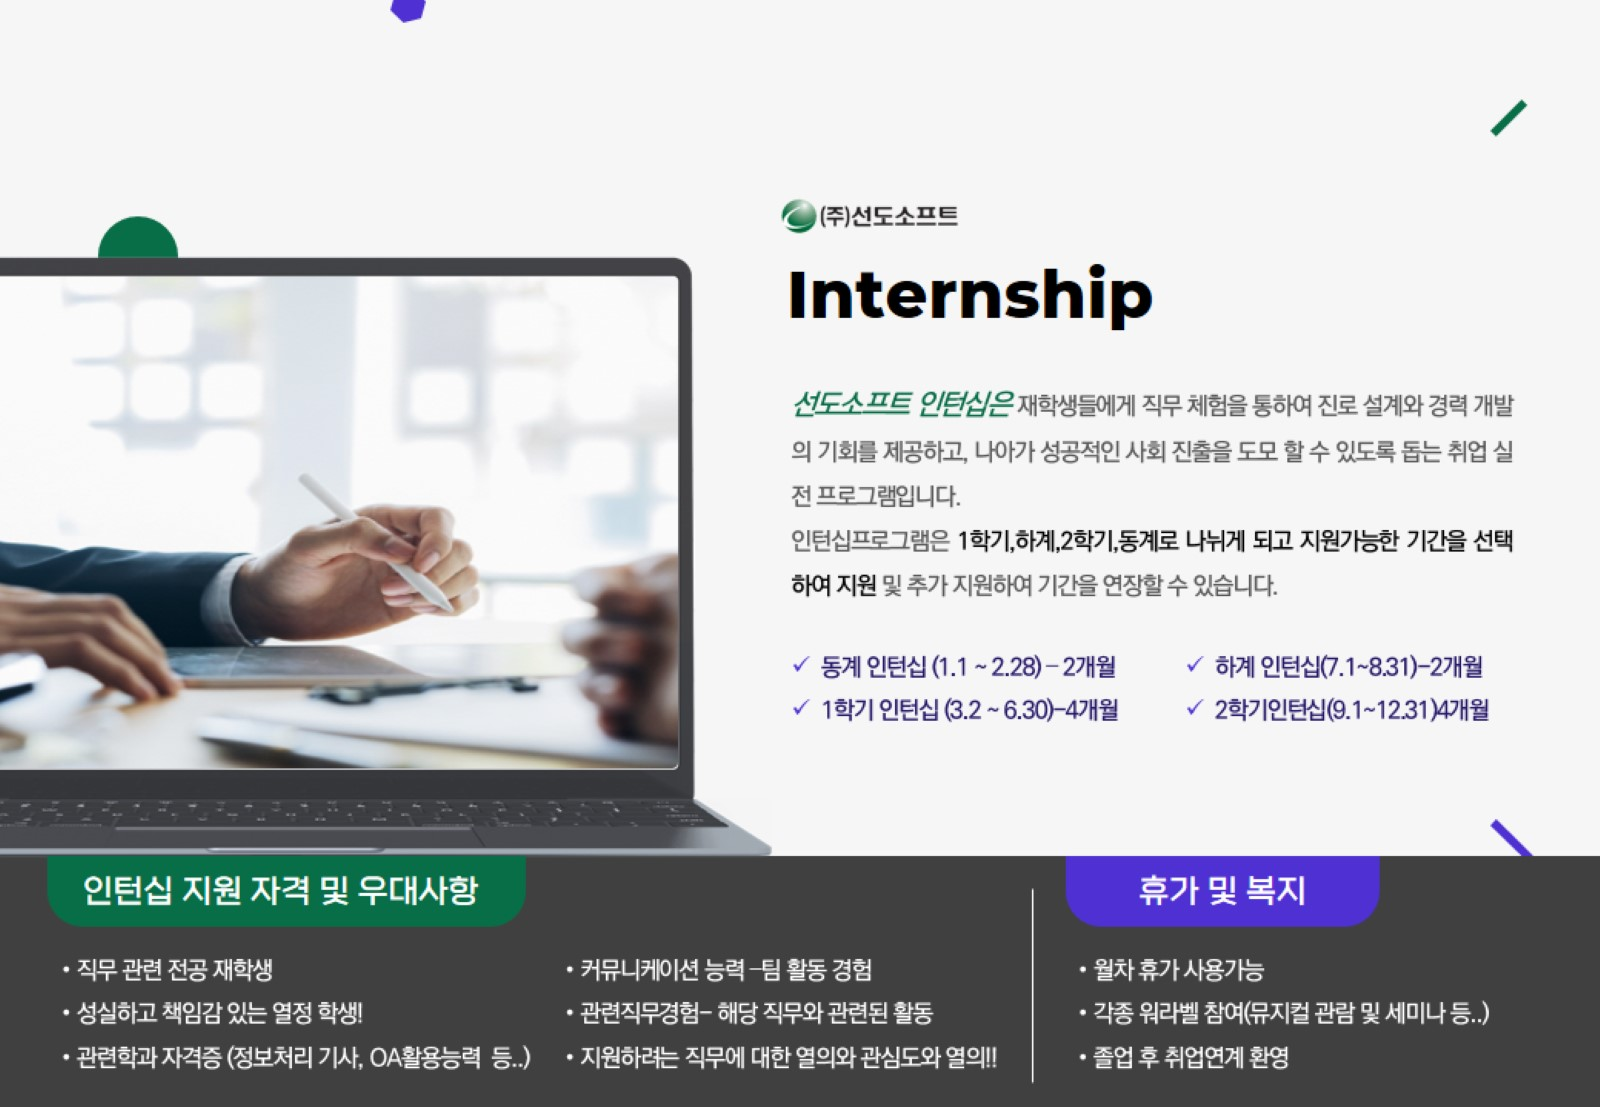 (주)선도소프트
Internship
선도소프트 인턴십은 재학생들에게 직무 체험을 통하여 진로 설계와 경력 개발
의 기회를 제공하고, 나아가 성공적인 사회 진출을 도모 할 수 있도록 돕는 취업 실
전 프로그램입니다.
인턴십프로그램은 1학기,하계,2학기,동계로 나뉘게 되고 지원가능한 기간을 선택
하여 지원 및 추가 지원하여 기간을 연장할 수 있습니다.
✓ 동계 인턴십 (1.1 ~ 2.28) – 2개월
✓ 하계 인턴십(7.1~8.31)–2개월
✓ 1학기 인턴십 (3.2 ~ 6.30)–4개월
✓ 2학기인턴십(9.1~12.31)4개월
인턴십 지원 자격 및 우대사항
• 직무 관련 전공 재학생
• 성실하고 책임감 있는 열정 학생!
• 관련학과 자격증 (정보처리 기사, OA활용능력 등..)
• 커뮤니케이션 능력 –팀 활동 경험
• 관련직무경험– 해당 직무와 관련된 활동
• 지원하려는 직무에 대한 열의와 관심도와 열의!!
휴가 및 복지
• 월차 휴가 사용가능
• 각종 워라벨 참여(뮤지컬 관람 및 세미나 등..)
• 졸업 후 취업연계 환영